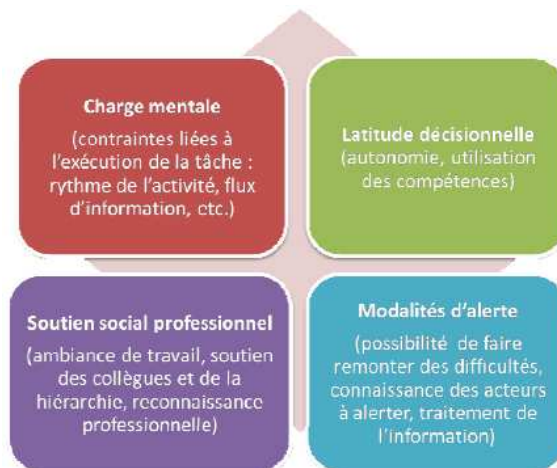 Charge mentale
(contraintes liées à
l'exécution de la tâche :
rythme de l'activité, flux
d'information, etc.)
Latitude décisionnelle
(autonomie, utilisation
des compétences)
Soutien social professionnel
(ambiance de travail, soutien
des collègues et de la
hiérarchie, reconnaissance
professionnelle)
Modalités d'alerte
(possibilité de faire
remonter des difficultés,
connaissance des acteurs
à alerter, traitement de
l'information)